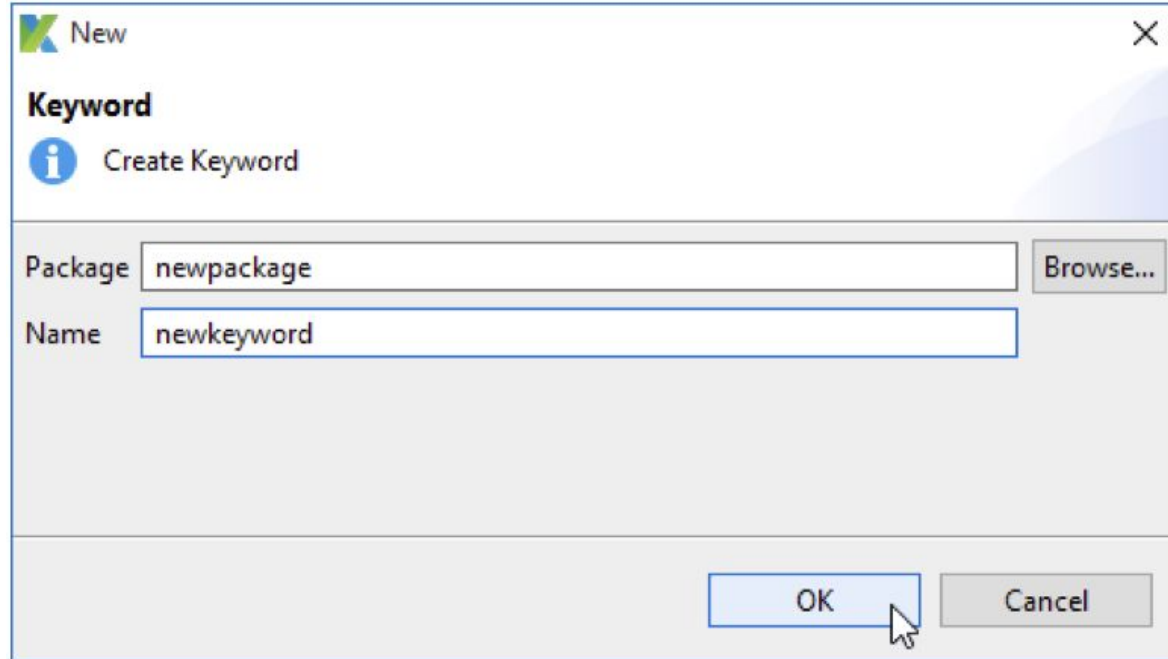 New
Keyword
Create Keyword
Package newpackage Browse...
Name newkeyword
OK Cancel